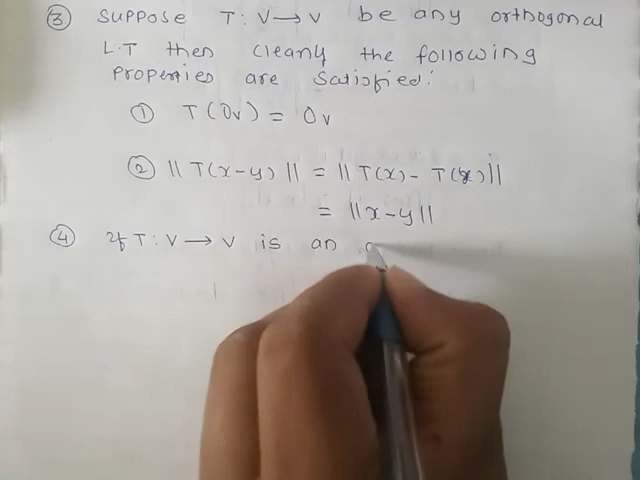 ③ Suppose T: V→V be any orthogonal
L.T then clearly the following
properties are satisfied:
① T(0v) = 0v
② ||T(x-y)|| = ||T(x) - T(y)||
= ||x-y||
④ If T: V→V is an